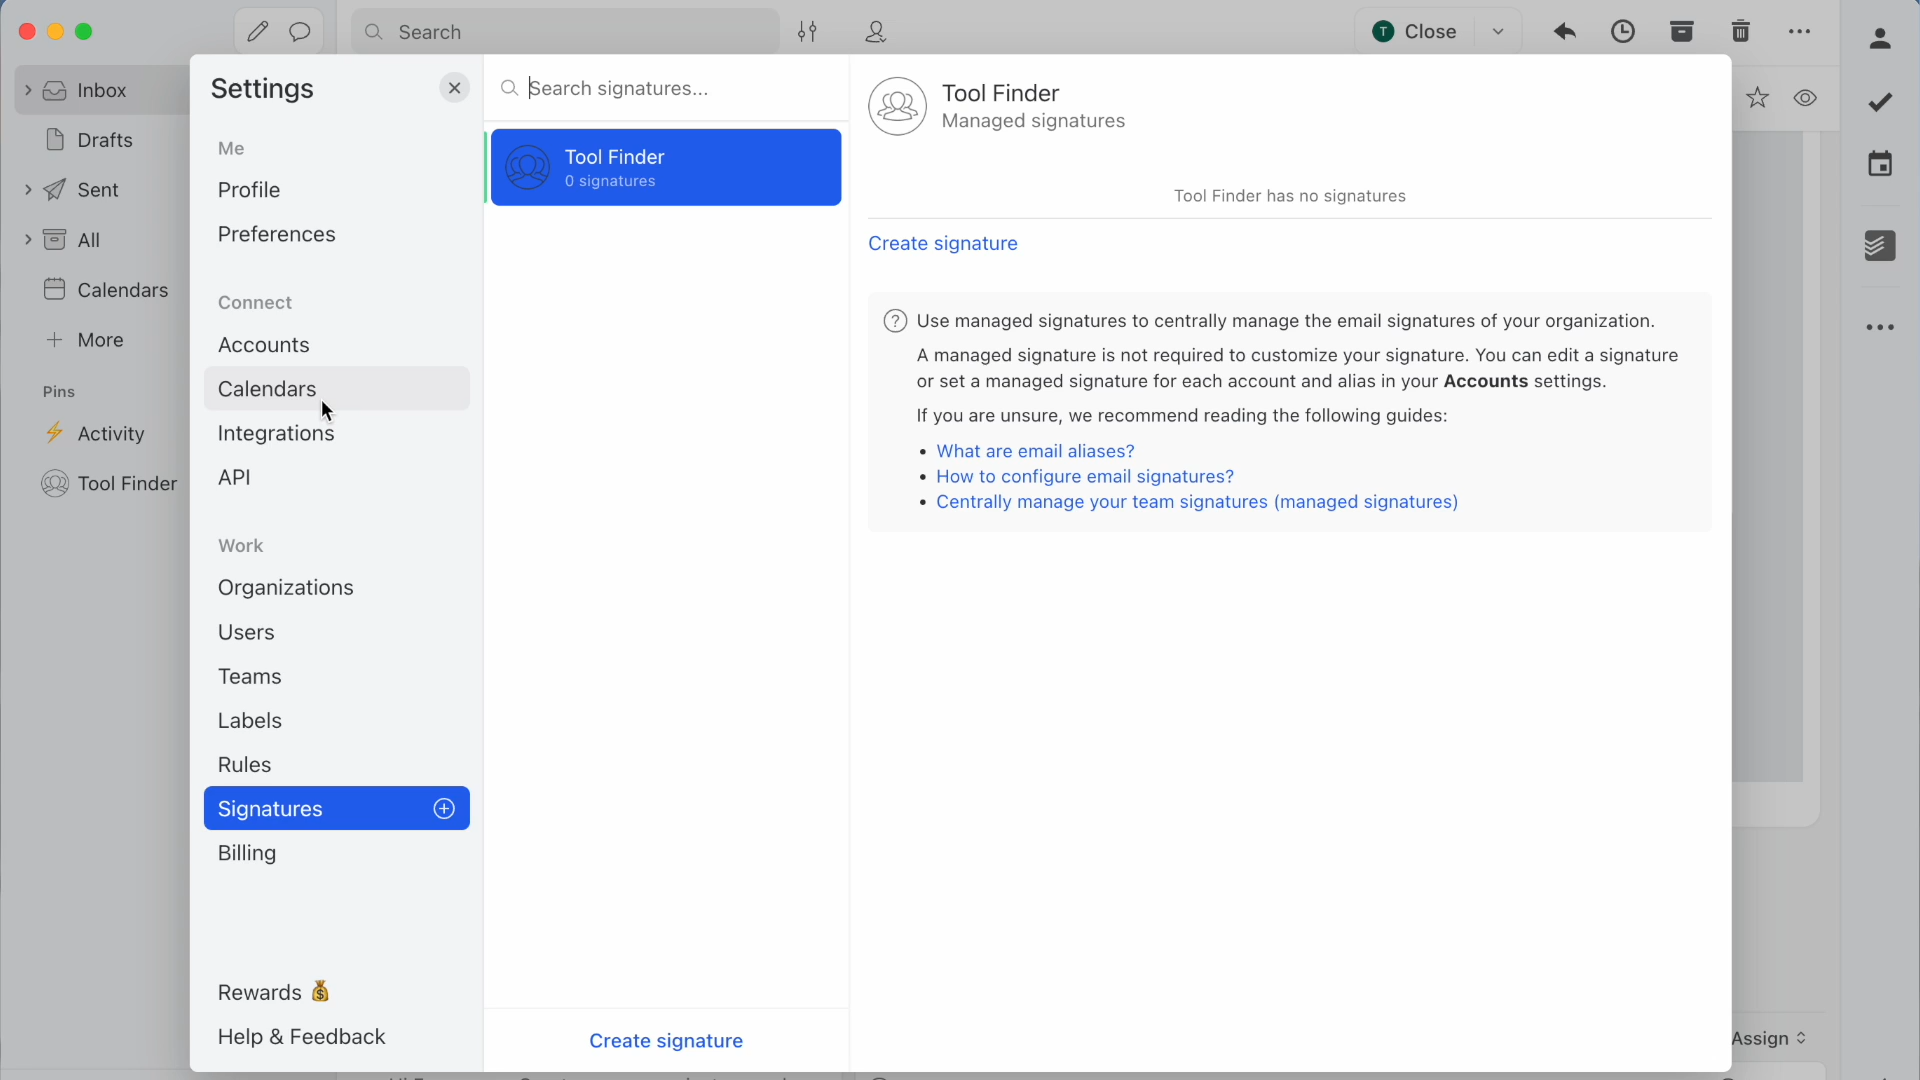 Search
T Close
Inbox
Drafts
Sent
All
Calendars
More
Pins
Activity
Tool Finder
Settings
Me
Profile
Preferences
Connect
Accounts
Calendars
Integrations
API
Work
Organizations
Users
Teams
Labels
Rules
Signatures
Billing
Rewards 💰
Help & Feedback
Search signatures...
Tool Finder
0 signatures
Create signature
Tool Finder
Managed signatures
Tool Finder has no signatures
Create signature
Use managed signatures to centrally manage the email signatures of your organization.
A managed signature is not required to customize your signature. You can edit a signature
or set a managed signature for each account and alias in your Accounts settings.
If you are unsure, we recommend reading the following guides:
• What are email aliases?
• How to configure email signatures?
• Centrally manage your team signatures (managed signatures)
Assign